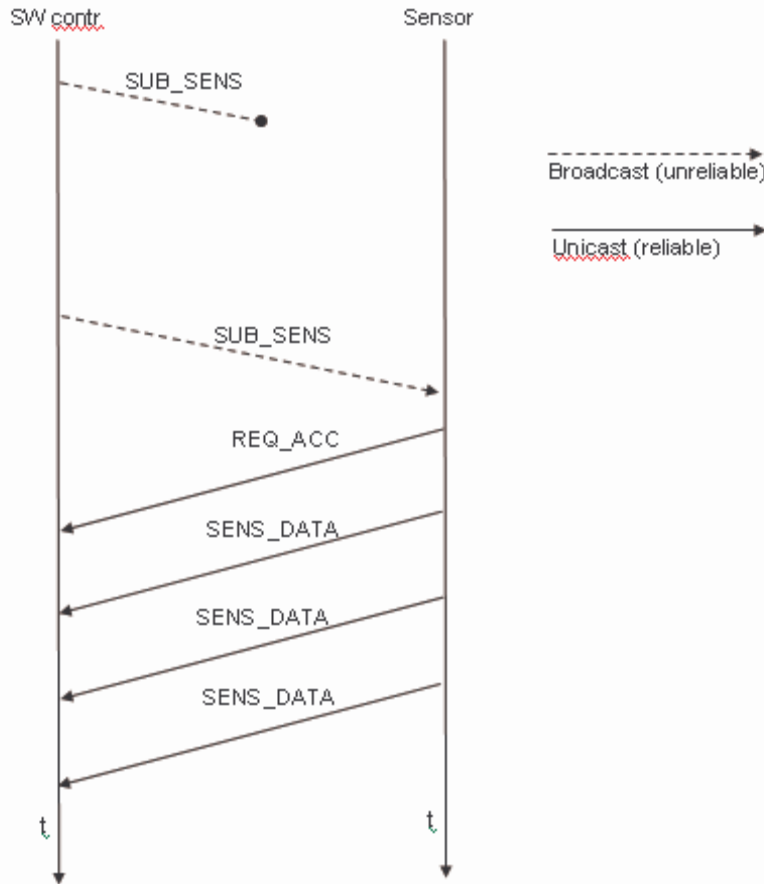 SW contr.
Sensor
SUB_SENS
Broadcast (unreliable)
Unicast (reliable)
SUB_SENS
REQ_ACC
SENS_DATA
SENS_DATA
SENS_DATA
t
t